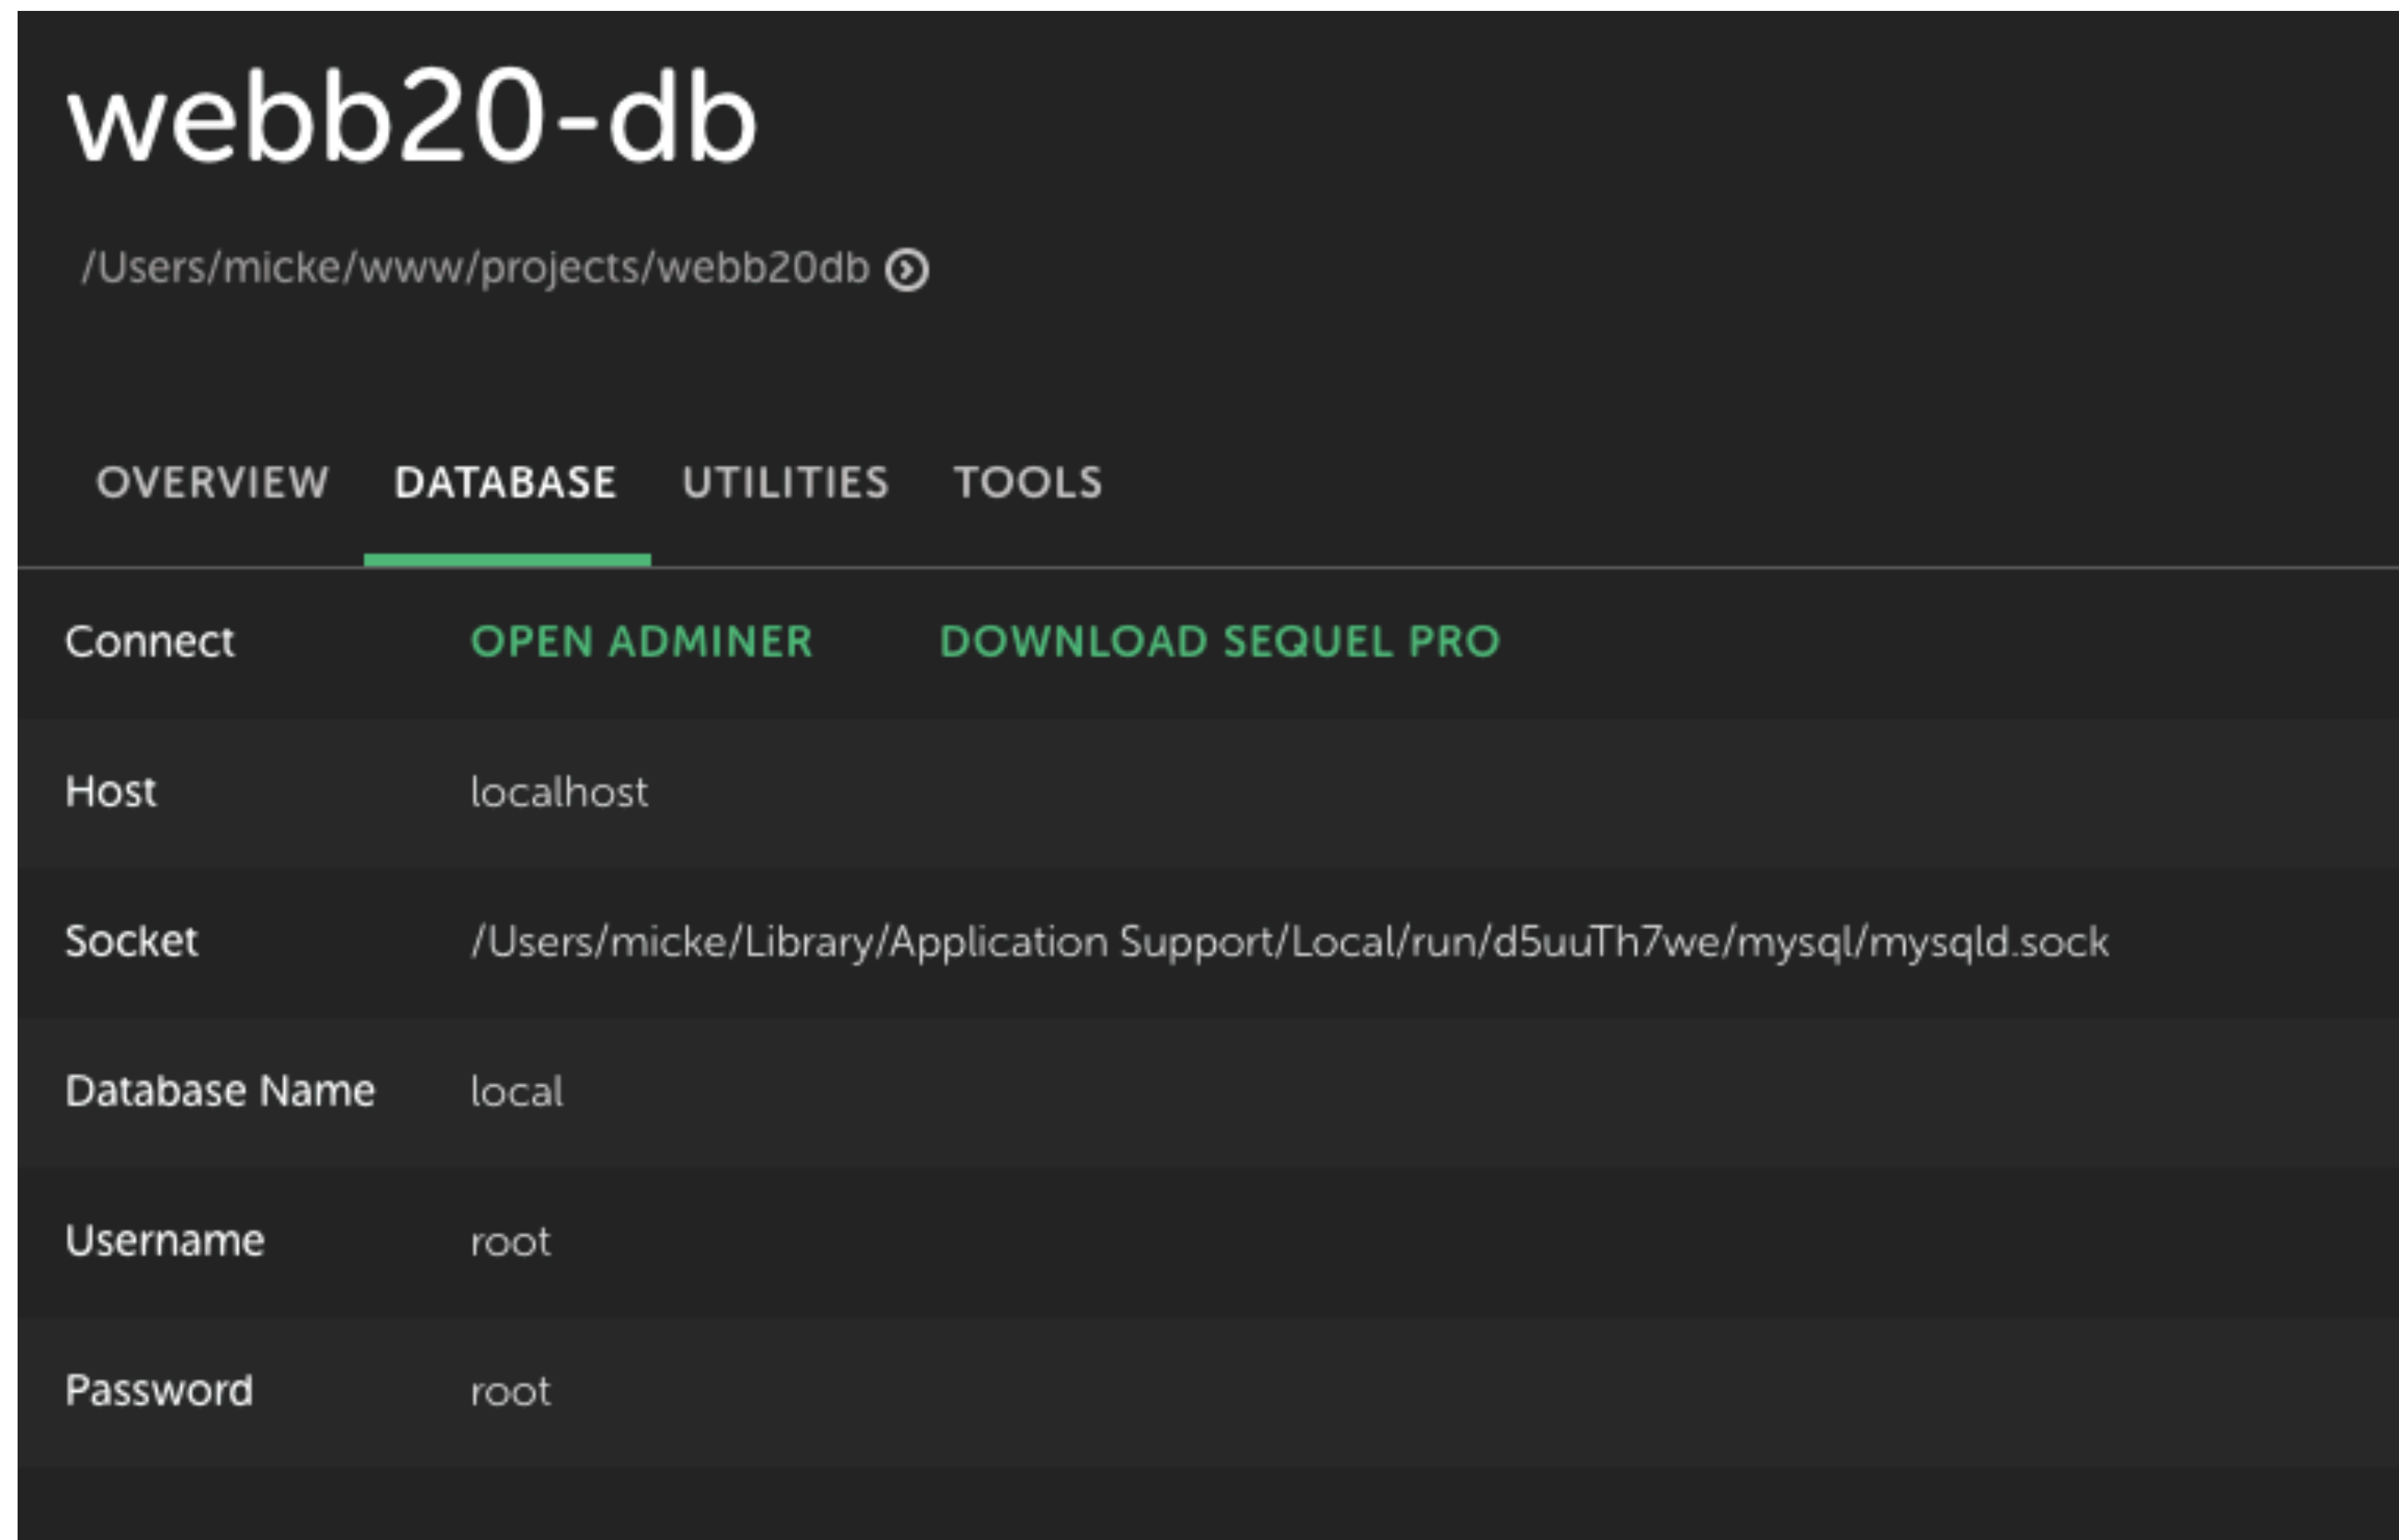 webb20-db
/Users/micke/www/projects/webb20db
OVERVIEW DATABASE UTILITIES TOOLS
Connect OPEN ADMINER DOWNLOAD SEQUEL PRO
Host localhost
Socket /Users/micke/Library/Application Support/Local/run/d5uuTh7we/mysql/mysqld.sock
Database Name local
Username root
Password root